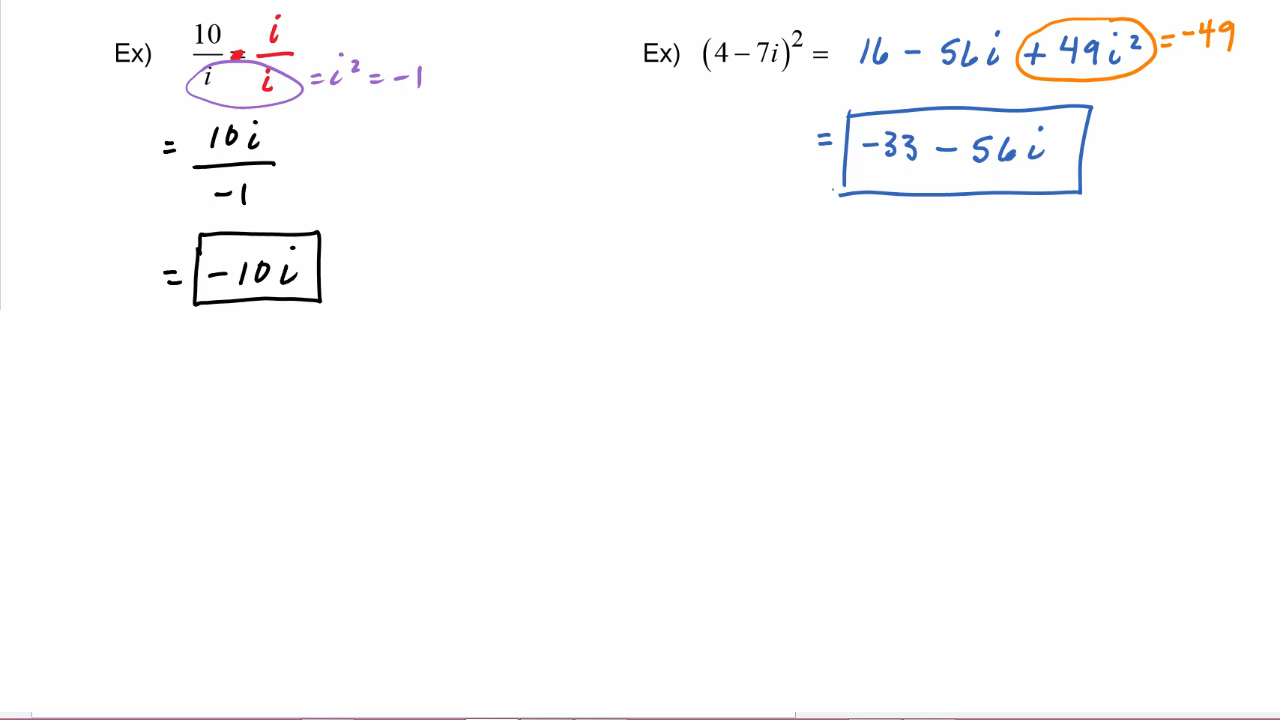 Ex) 10/i · i/i = i² = -1
= 10i/-1
= -10i
Ex) (4 − 7i)² = 16 - 56i + 49i² = -49
= -33 - 56i